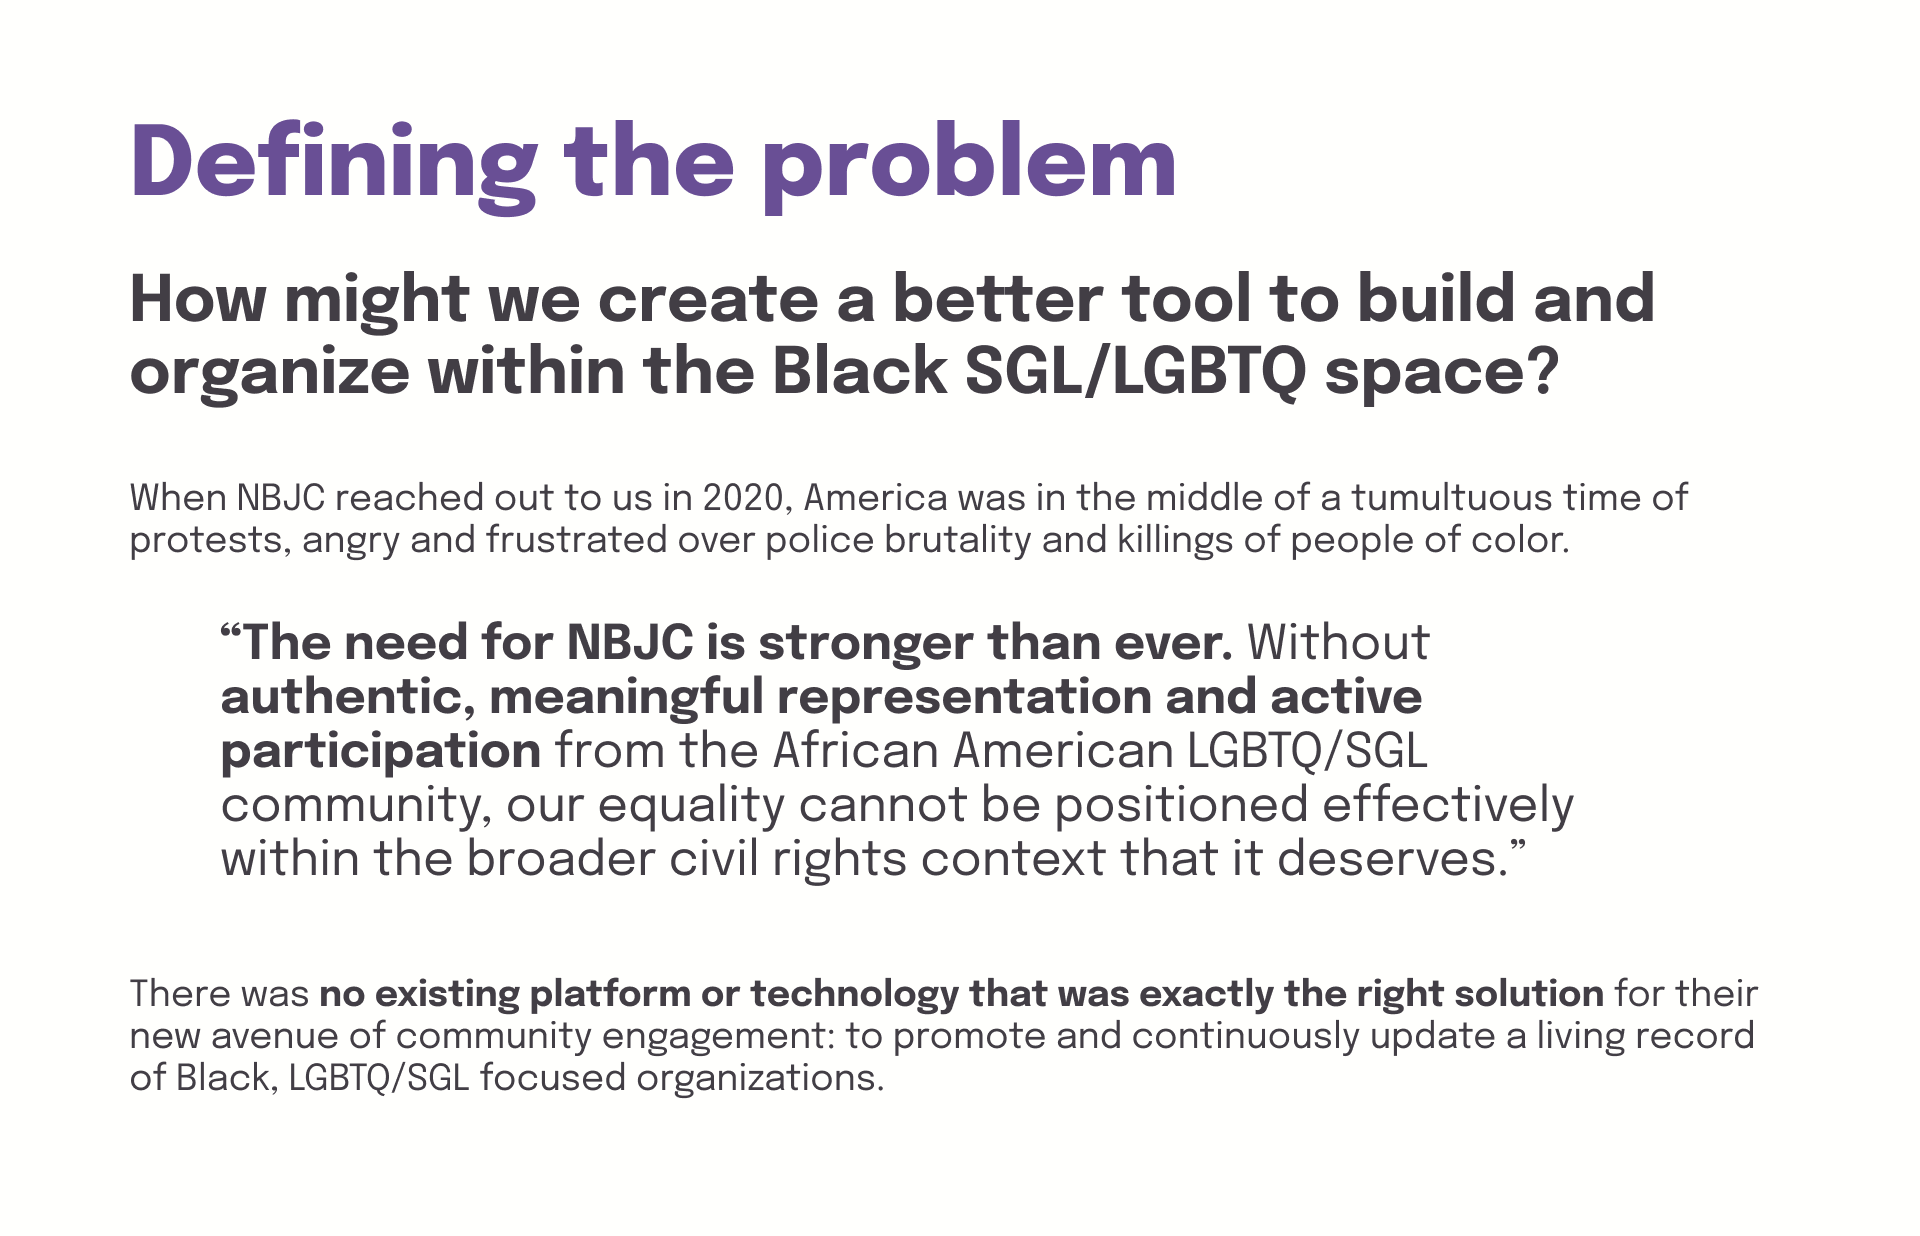 Defining the problem
How might we create a better tool to build and
organize within the Black SGL/LGBTQ space?
When NBJC reached out to us in 2020, America was in the middle of a tumultuous time of
protests, angry and frustrated over police brutality and killings of people of color.
“The need for NBJC is stronger than ever. Without
authentic, meaningful representation and active
participation from the African American LGBTQ/SGL
community, our equality cannot be positioned effectively
within the broader civil rights context that it deserves.”
There was no existing platform or technology that was exactly the right solution for their
new avenue of community engagement: to promote and continuously update a living record
of Black, LGBTQ/SGL focused organizations.